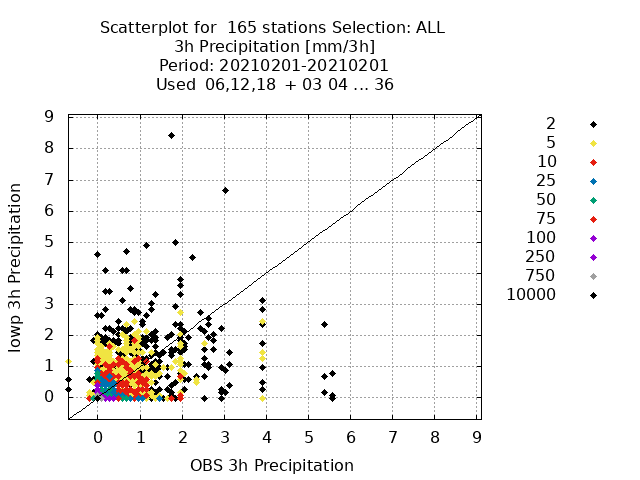 Scatterplot for  165 stations Selection: ALL
3h Precipitation [mm/3h]
Period: 20210201-20210201
Used  06,12,18  + 03 04 ... 36
9
8
7
6
5
4
3
2
1
0
0 1 2 3 4 5 6 7 8 9
Iowp 3h Precipitation
OBS 3h Precipitation
2
5
10
25
50
75
100
250
750
10000